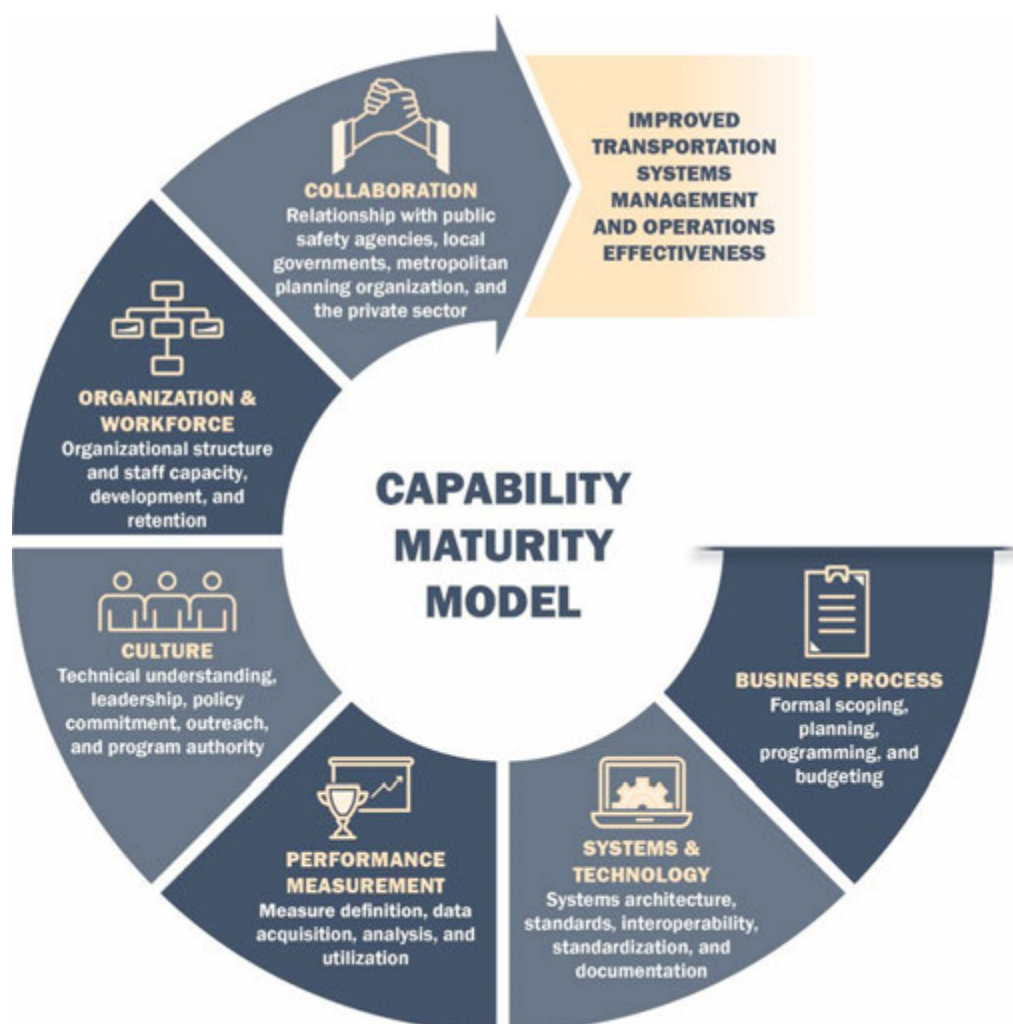 IMPROVED
TRANSPORTATION
SYSTEMS
MANAGEMENT
AND OPERATIONS
EFFECTIVENESS
COLLABORATION
Relationship with public
safety agencies, local
governments, metropolitan
planning organization, and
the private sector
ORGANIZATION &
WORKFORCE
Organizational structure
and staff capacity,
development, and
retention
CAPABILITY
MATURITY
MODEL
CULTURE
Technical understanding,
leadership, policy
commitment, outreach,
and program authority
BUSINESS PROCESS
Formal scoping,
planning,
programming, and
budgeting
PERFORMANCE
MEASUREMENT
Measure definition, data
acquisition, analysis, and
utilization
SYSTEMS &
TECHNOLOGY
Systems architecture,
standards, interoperability,
standardization, and
documentation